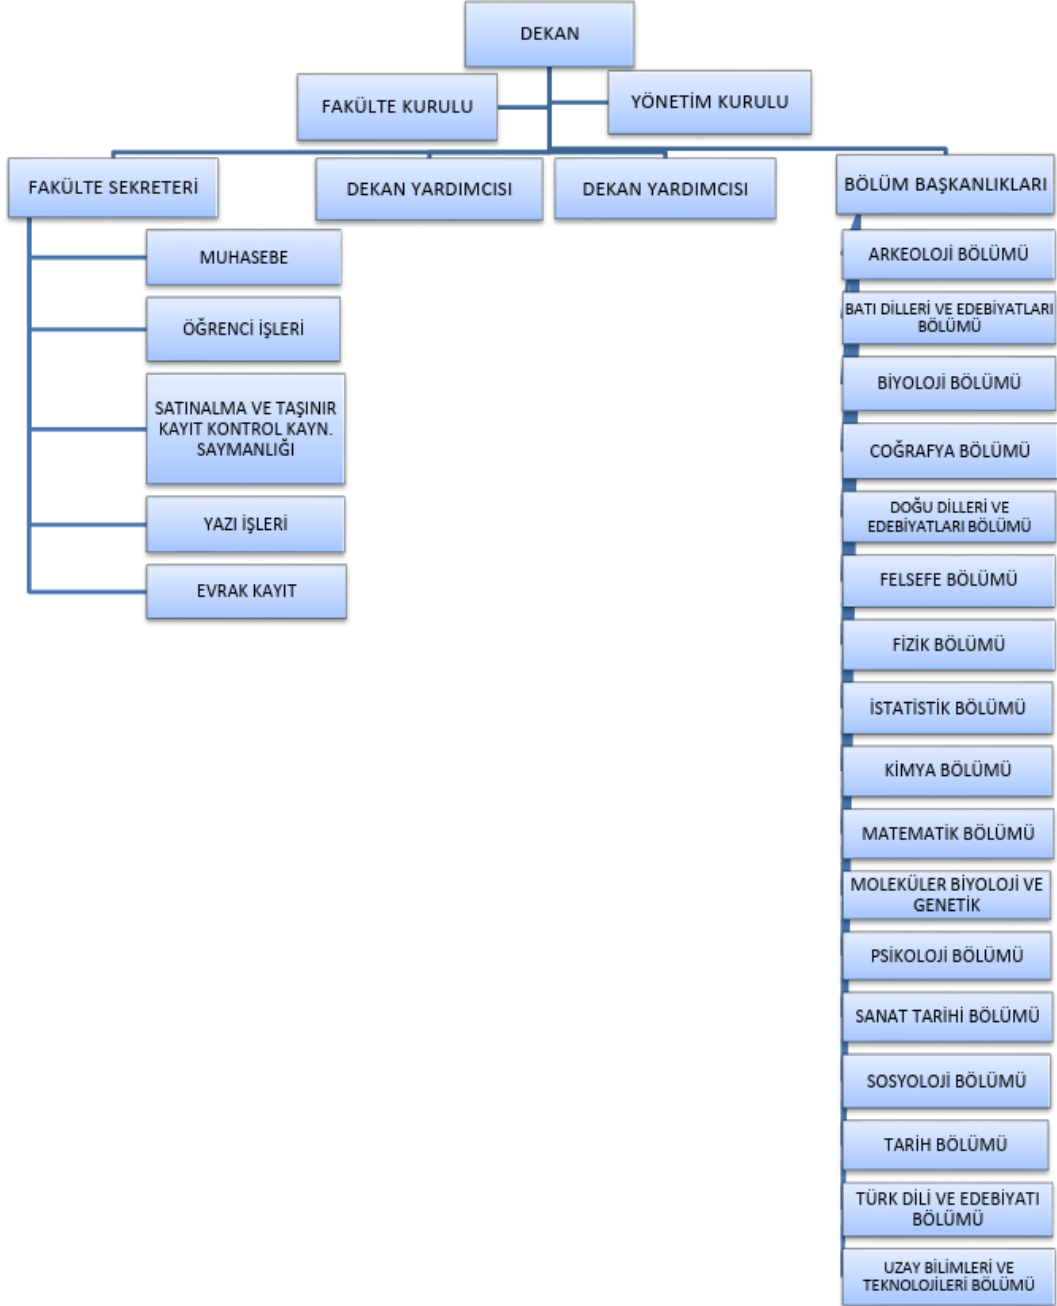 DEKAN
FAKÜLTE KURULU
YÖNETİM KURULU
FAKÜLTE SEKRETERİ
DEKAN YARDIMCISI
DEKAN YARDIMCISI
BÖLÜM BAŞKANLIKLARI
MUHASEBE
ÖĞRENCİ İŞLERİ
SATINALMA VE TAŞINIR
KAYIT KONTROL KAYN.
SAYMANLIĞI
YAZI İŞLERİ
EVRAK KAYIT
ARKEOLOJİ BÖLÜMÜ
BATI DİLLERİ VE EDEBİYATLARI
BÖLÜMÜ
BİYOLOJİ BÖLÜMÜ
COĞRAFYA BÖLÜMÜ
DOĞU DİLLERİ VE
EDEBİYATLARI BÖLÜMÜ
FELSEFE BÖLÜMÜ
FİZİK BÖLÜMÜ
İSTATİSTİK BÖLÜMÜ
KİMYA BÖLÜMÜ
MATEMATİK BÖLÜMÜ
MOLEKÜLER BİYOLOJİ VE
GENETİK
PSİKOLOJİ BÖLÜMÜ
SANAT TARİHİ BÖLÜMÜ
SOSYOLOJİ BÖLÜMÜ
TARİH BÖLÜMÜ
TÜRK DİLİ VE EDEBİYATI
BÖLÜMÜ
UZAY BİLİMLERİ VE
TEKNOLOJİLERİ BÖLÜMÜ